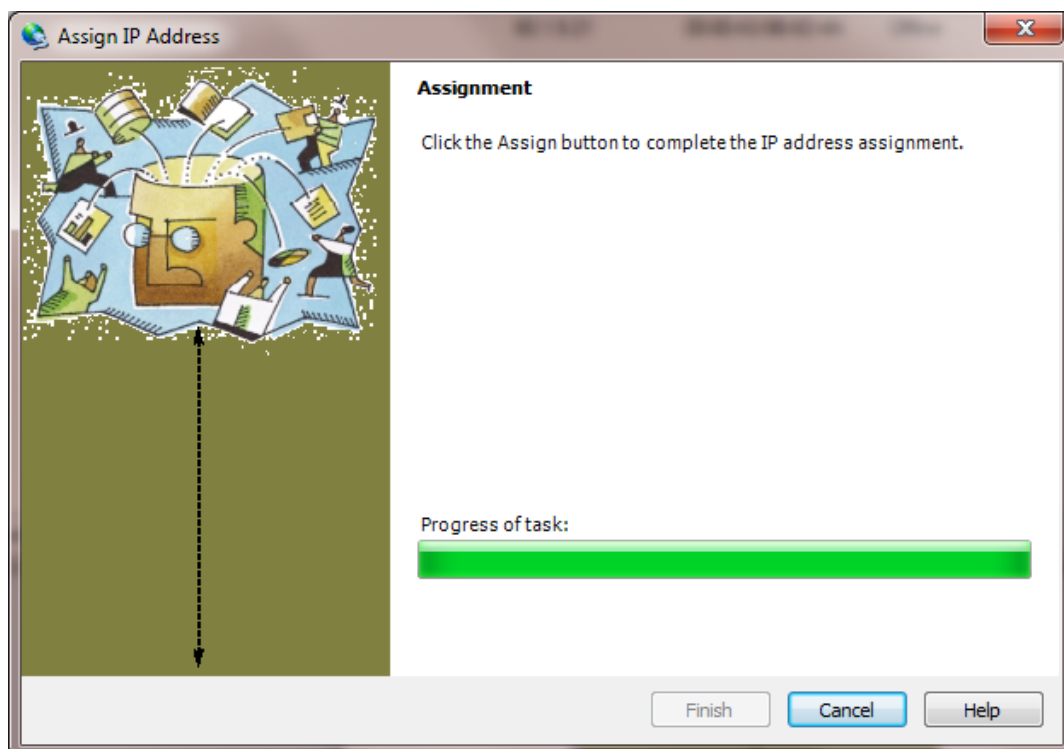 Assign IP Address
Assignment
Click the Assign button to complete the IP address assignment.
Progress of task:
Finish
Cancel
Help